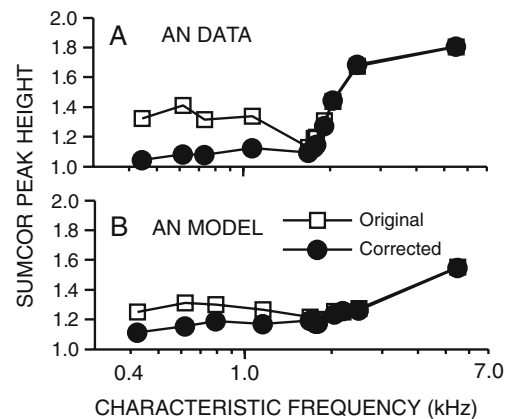 SUMCOR PEAK HEIGHT
A AN DATA
2.0
1.8
1.6
1.4
1.2
1.0
B AN MODEL
Original
Corrected
2.0
1.8
1.6
1.4
1.2
1.0
0.4 1.0 7.0
CHARACTERISTIC FREQUENCY (kHz)